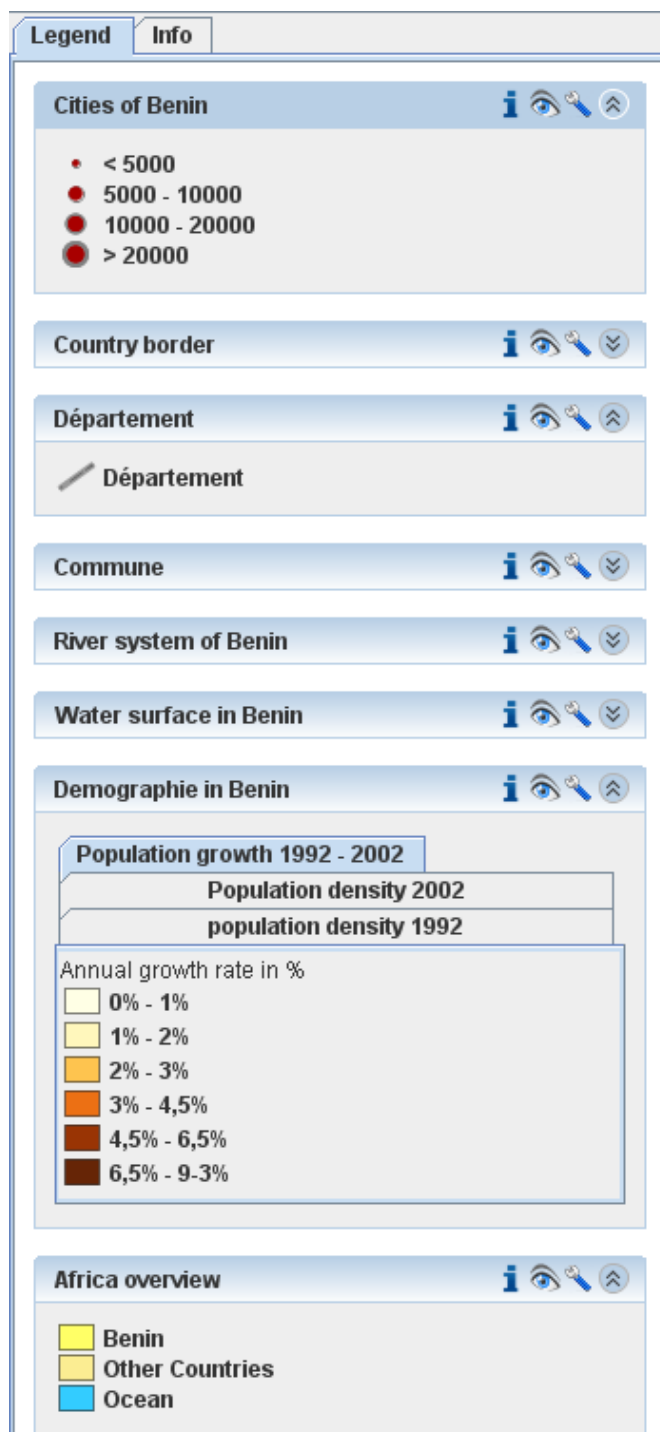 Legend Info
Cities of Benin
< 5000
5000 - 10000
10000 - 20000
> 20000
Country border
Département
Département
Commune
River system of Benin
Water surface in Benin
Demographie in Benin
Population growth 1992 - 2002
Population density 2002
population density 1992
Annual growth rate in %
0% - 1%
1% - 2%
2% - 3%
3% - 4,5%
4,5% - 6,5%
6,5% - 9-3%
Africa overview
Benin
Other Countries
Ocean